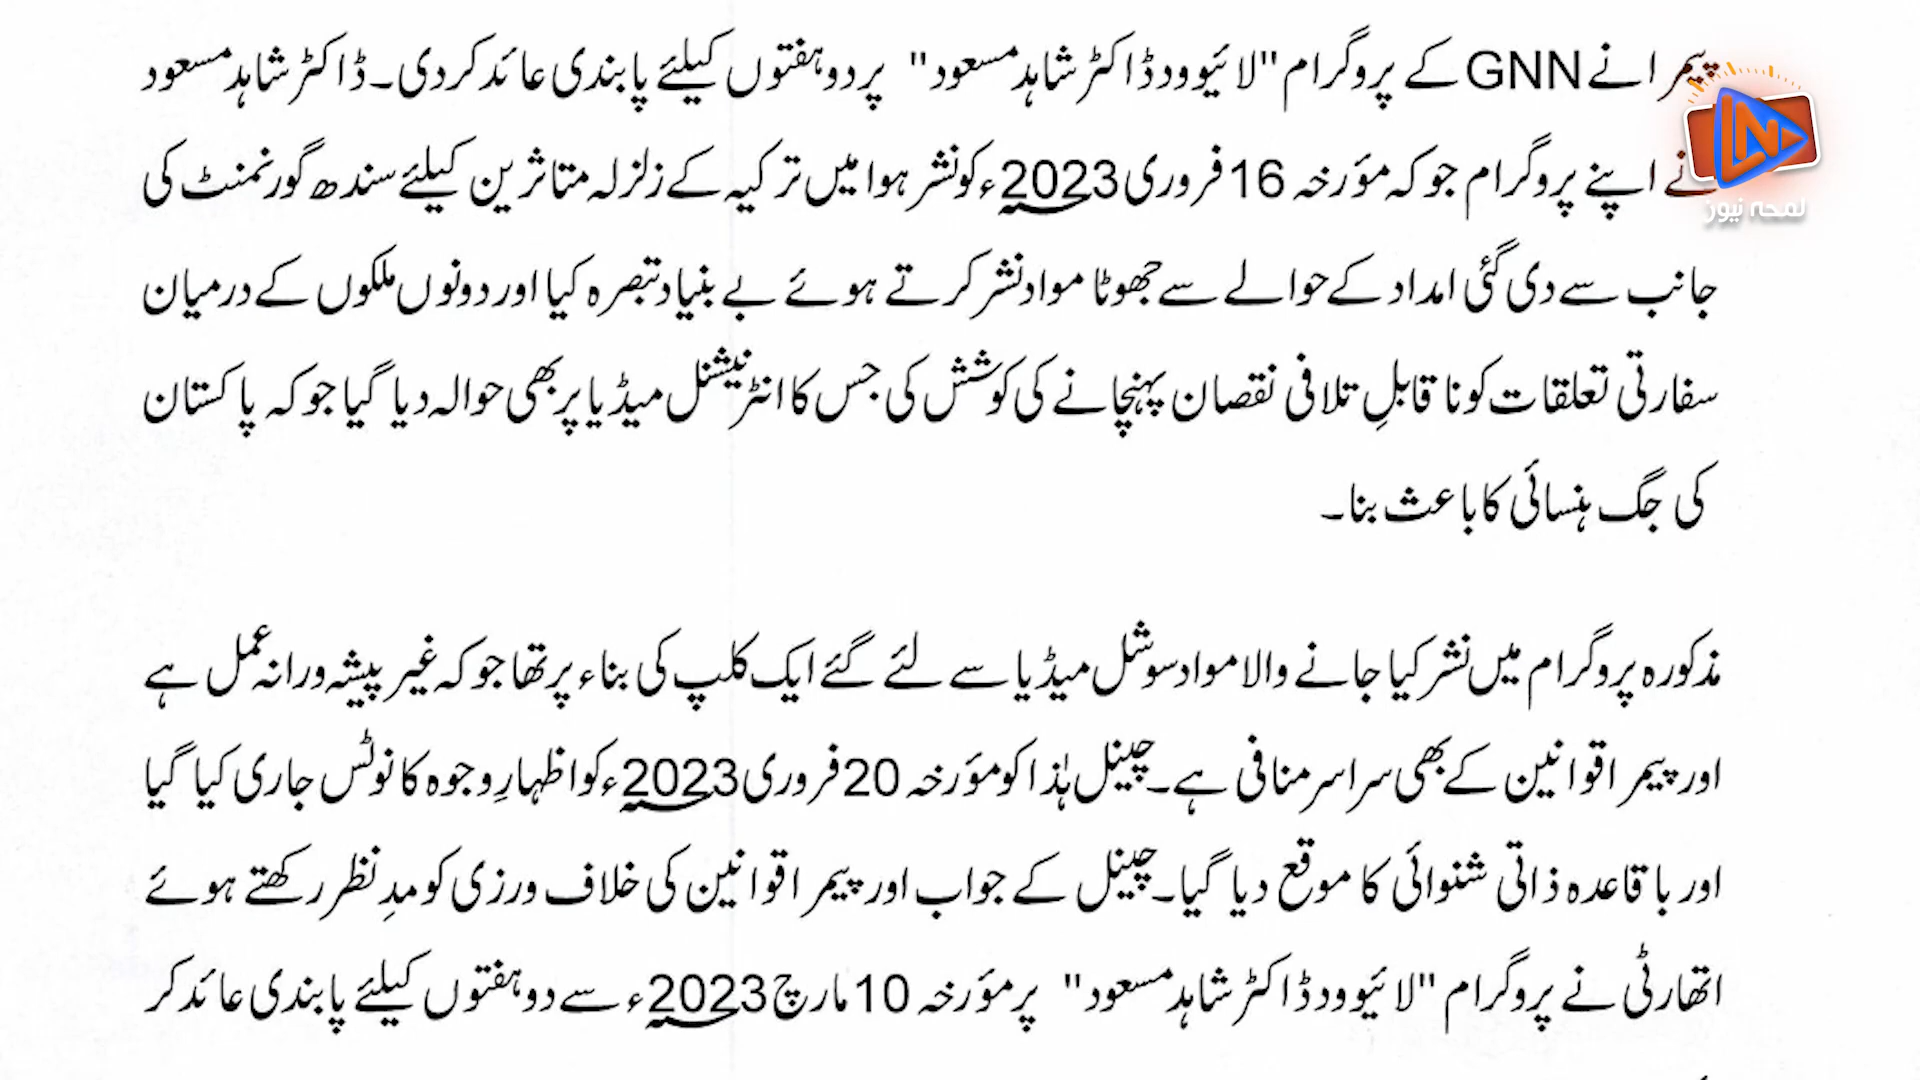 پیمرا نے GNN کے پروگرام "لائیو ود ڈاکٹر شاہد مسعود" پر دو ہفتوں کیلئے پابندی عائد کر دی۔ ڈاکٹر شاہد مسعود
نے اپنے پروگرام جو کہ مؤرخہ 16 فروری 2023ء کو نشر ہوا میں ترکیہ کے زلزلہ متاثرین کیلئے سندھ گورنمنٹ کی
جانب سے دی گئی امداد کے حوالے سے جھوٹا مواد نشر کرتے ہوئے بے بنیاد تبصرہ کیا اور دونوں ملکوں کے درمیان
سفارتی تعلقات کو ناقابلِ تلافی نقصان پہنچانے کی کوشش کی جس کا انٹرنیشنل میڈیا پر بھی حوالہ دیا گیا جو کہ پاکستان
کی جگ ہنسائی کا باعث بنا۔
مذکورہ پروگرام میں نشر کیا جانے والا مواد سوشل میڈیا سے لئے گئے ایک کلپ کی بناء پر تھا جو کہ غیر پیشہ ورانہ عمل ہے
اور پیمرا قوانین کے بھی سراسر منافی ہے۔ چینل ہٰذا کو مؤرخہ 20 فروری 2023ء کو اظہارِ وجوہ کا نوٹس جاری کیا گیا
اور باقاعدہ ذاتی شنوائی کا موقع دیا گیا۔ چینل کے جواب اور پیمرا قوانین کی خلاف ورزی کو مدِ نظر رکھتے ہوئے
اتھارٹی نے پروگرام "لائیو ود ڈاکٹر شاہد مسعود" پر مؤرخہ 10 مارچ 2023ء سے دو ہفتوں کیلئے پابندی عائد کر
لمحہ نیوز